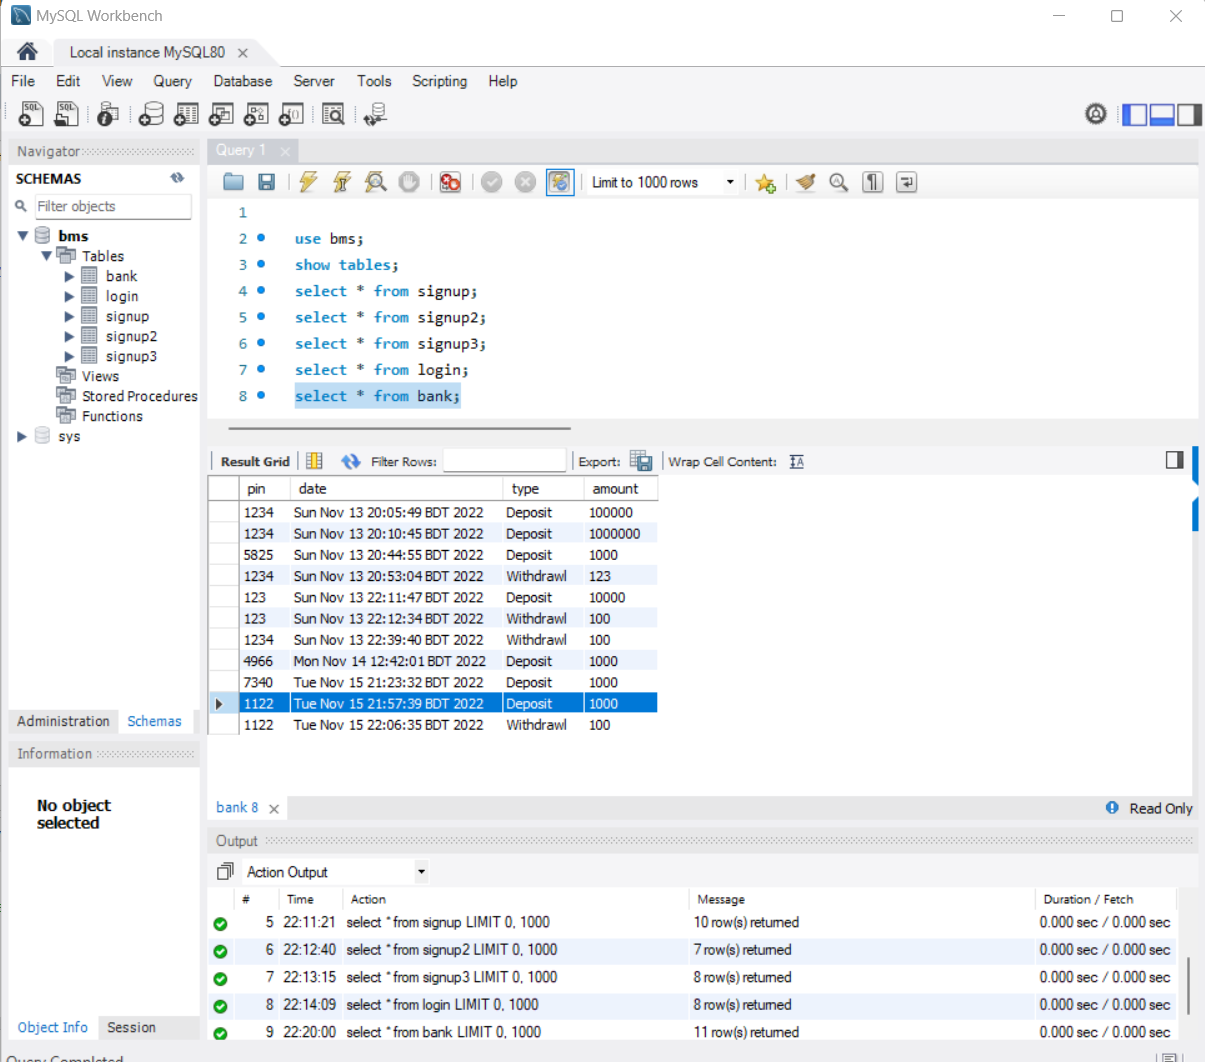 MySQL Workbench
Local instance MySQL80
File Edit View Query Database Server Tools Scripting Help
Navigator
SCHEMAS
Filter objects
bms
Tables
bank
login
signup
signup2
signup3
Views
Stored Procedures
Functions
sys
Administration Schemas
Information
No object
selected
Object Info Session
Query 1
Limit to 1000 rows
1
2 use bms;
3 show tables;
4 select * from signup;
5 select * from signup2;
6 select * from signup3;
7 select * from login;
8 select * from bank;
Result Grid Filter Rows: Export: Wrap Cell Content:
pin date type amount
1234 Sun Nov 13 20:05:49 BDT 2022 Deposit 100000
1234 Sun Nov 13 20:10:45 BDT 2022 Deposit 1000000
5825 Sun Nov 13 20:44:55 BDT 2022 Deposit 1000
1234 Sun Nov 13 20:53:04 BDT 2022 Withdrawl 123
123 Sun Nov 13 22:11:47 BDT 2022 Deposit 10000
123 Sun Nov 13 22:12:34 BDT 2022 Withdrawl 100
1234 Sun Nov 13 22:39:40 BDT 2022 Withdrawl 100
4966 Mon Nov 14 12:42:01 BDT 2022 Deposit 1000
7340 Tue Nov 15 21:23:32 BDT 2022 Deposit 1000
1122 Tue Nov 15 21:57:39 BDT 2022 Deposit 1000
1122 Tue Nov 15 22:06:35 BDT 2022 Withdrawl 100
bank 8 Read Only
Output
Action Output
# Time Action Message Duration / Fetch
5 22:11:21 select * from signup LIMIT 0, 1000 10 row(s) returned 0.000 sec / 0.000 sec
6 22:12:40 select * from signup2 LIMIT 0, 1000 7 row(s) returned 0.000 sec / 0.000 sec
7 22:13:15 select * from signup3 LIMIT 0, 1000 8 row(s) returned 0.000 sec / 0.000 sec
8 22:14:09 select * from login LIMIT 0, 1000 8 row(s) returned 0.000 sec / 0.000 sec
9 22:20:00 select * from bank LIMIT 0, 1000 11 row(s) returned 0.000 sec / 0.000 sec
Query Completed